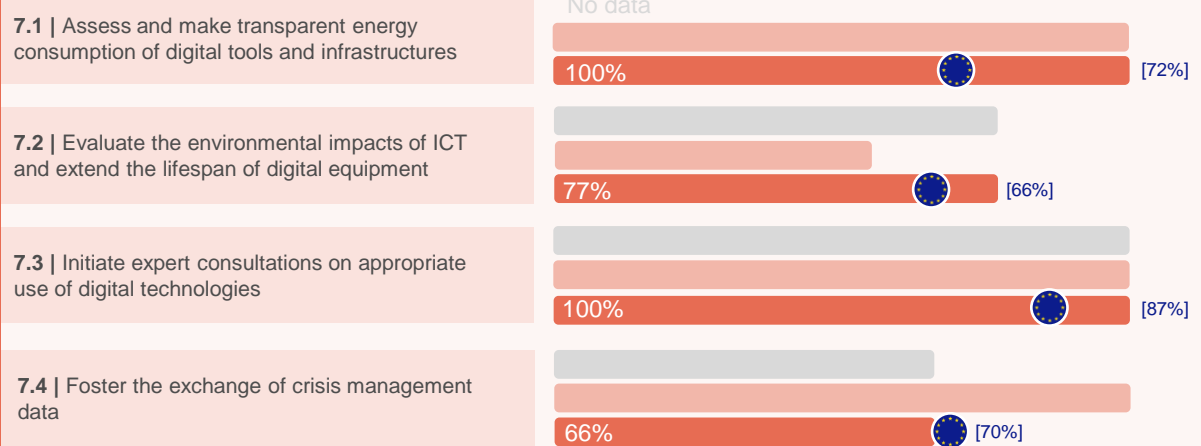 No data
7.1 | Assess and make transparent energy
consumption of digital tools and infrastructures
100%
[72%]
7.2 | Evaluate the environmental impacts of ICT
and extend the lifespan of digital equipment
77%
[66%]
7.3 | Initiate expert consultations on appropriate
use of digital technologies
100%
[87%]
7.4 | Foster the exchange of crisis management
data
66%
[70%]